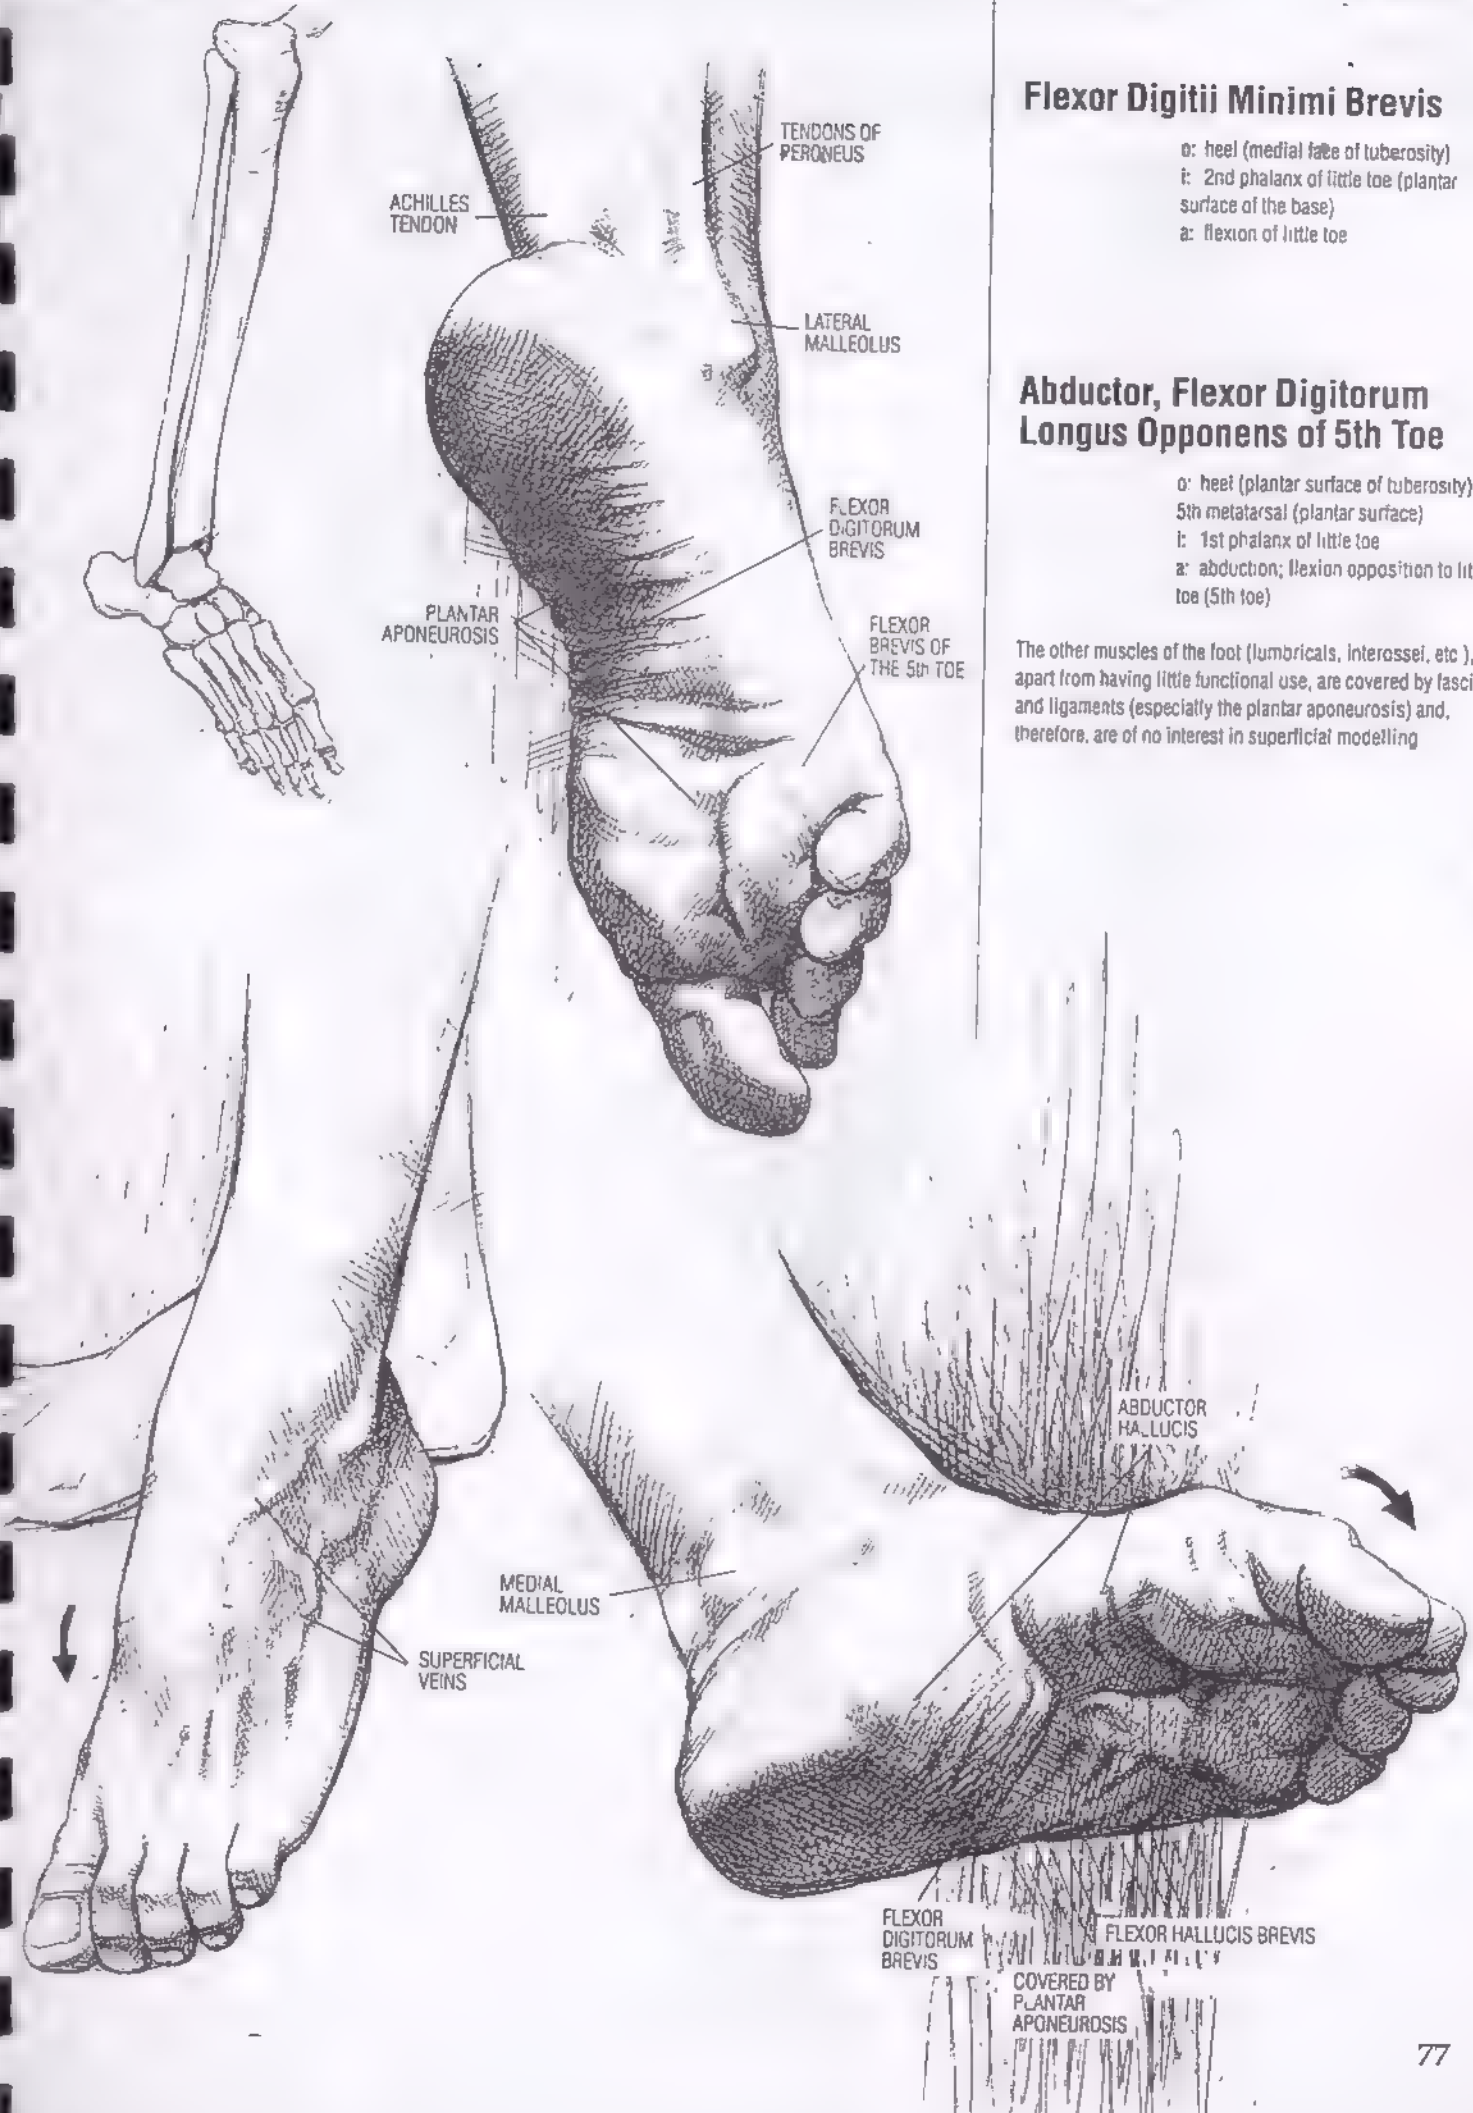 Flexor Digitii Minimi Brevis
o: heel (medial face of tuberosity)
i: 2nd phalanx of little toe (plantar
surface of the base)
a: flexion of little toe
Abductor, Flexor Digitorum
Longus Opponens of 5th Toe
o: heel (plantar surface of tuberosity)
5th metatarsal (plantar surface)
i: 1st phalanx of little toe
a: abduction; flexion opposition to
toe (5th toe)
The other muscles of the foot (lumbricals, interossei, etc ),
apart from having little functional use, are covered by
and ligaments (especially the plantar aponeurosis) and,
therefore, are of no interest in superficial modelling
TENDONS OF
PERONEUS
ACHILLES
TENDON
LATERAL
MALLEOLUS
FLEXOR
DIGITORUM
BREVIS
PLANTAR
APONEUROSIS
FLEXOR
BREVIS OF
THE 5th TOE
ABDUCTOR
HALLUCIS
MEDIAL
MALLEOLUS
SUPERFICIAL
VEINS
FLEXOR
DIGITORUM
BREVIS
FLEXOR HALLUCIS BREVIS
COVERED BY
PLANTAR
APONEUROSIS
77